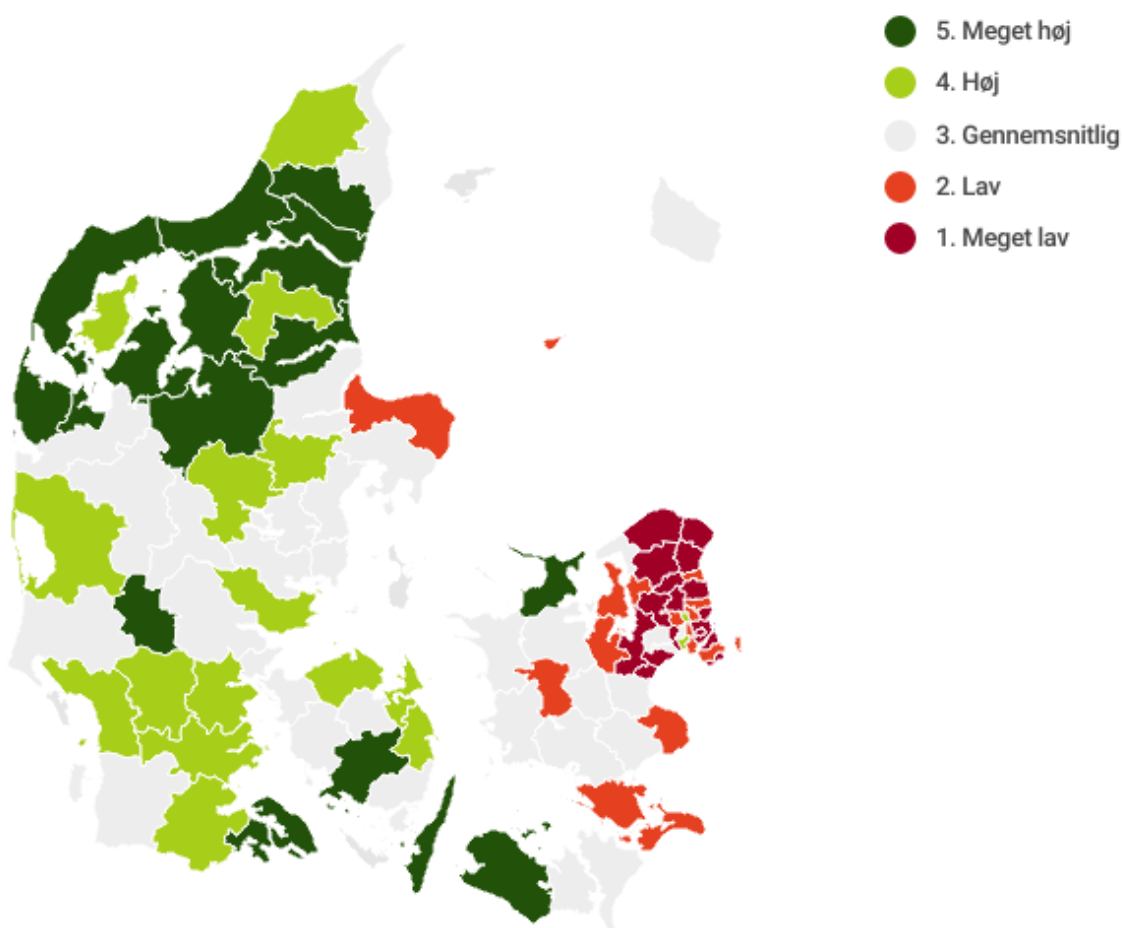 5. Meget høj
4. Høj
3. Gennemsnitlig
2. Lav
1. Meget lav